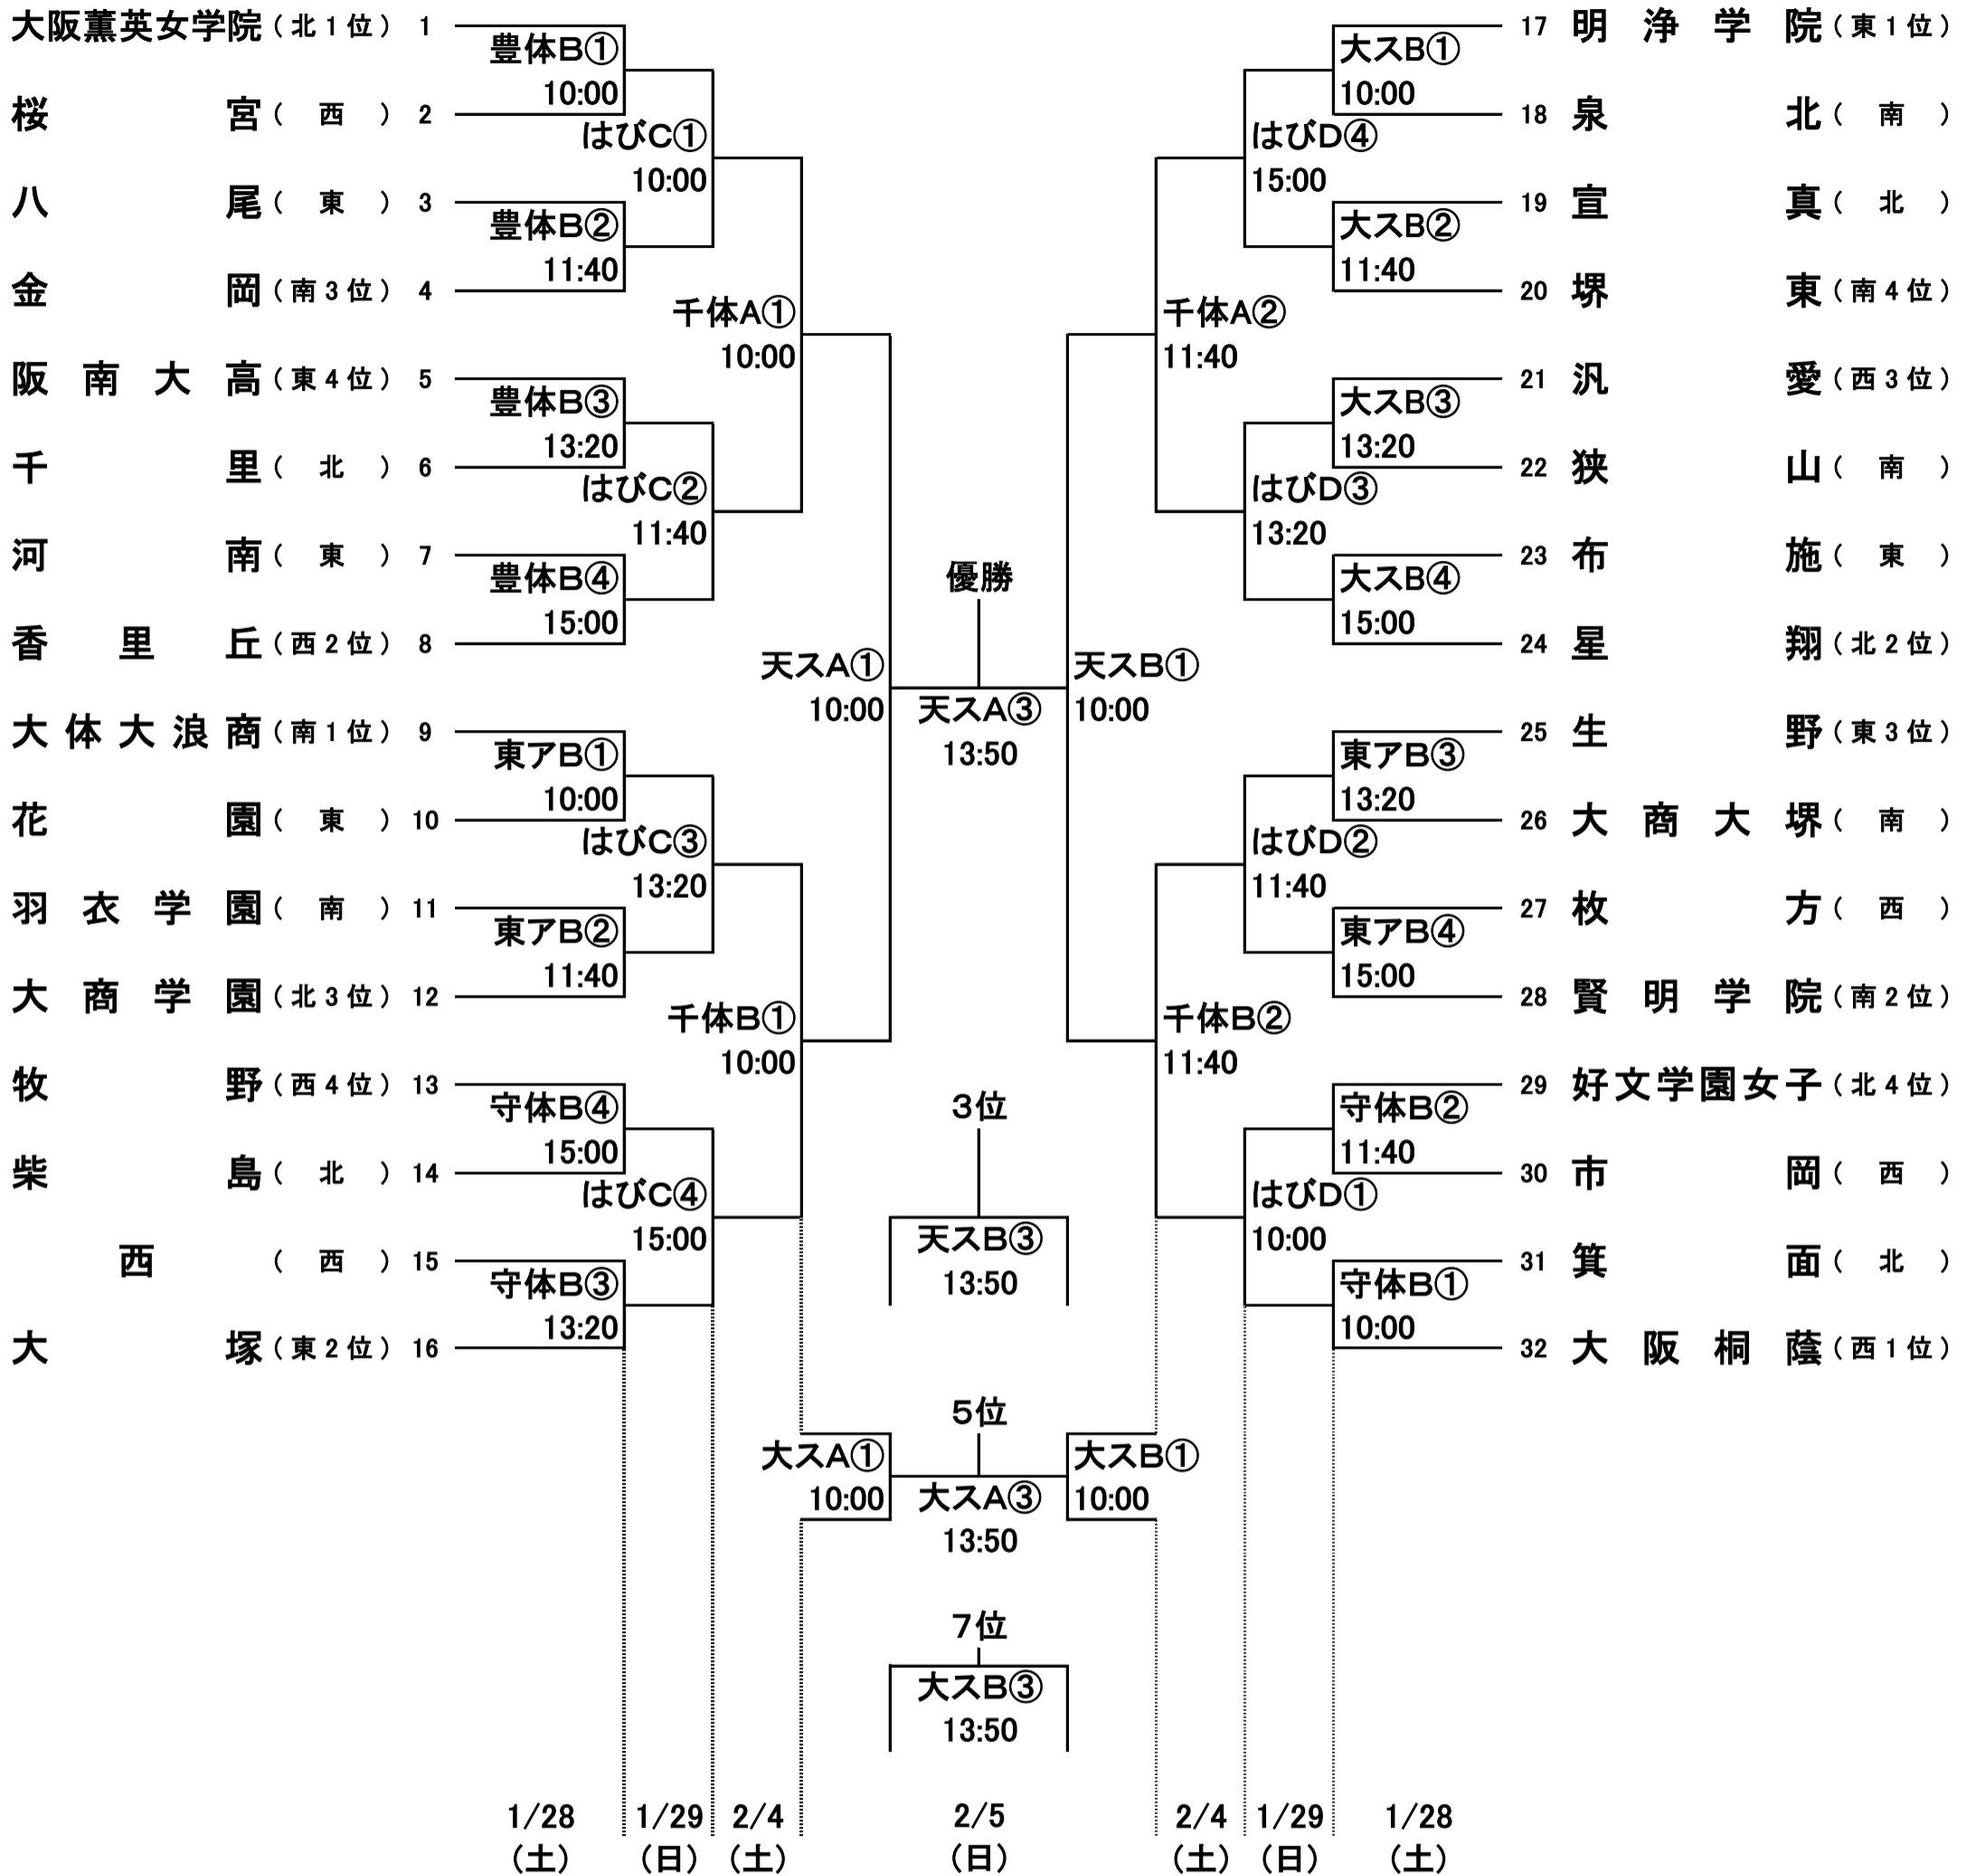 大阪薫英女学院(北1位) 1
桜宮(西) 2
八尾(東) 3
金岡(南3位) 4
阪南大高(東4位) 5
千里(北) 6
河南(東) 7
香里丘(西2位) 8
大体大浪商(南1位) 9
花園(東) 10
羽衣学園(南) 11
大商学園(北3位) 12
牧野(西4位) 13
柴島(北) 14
西(西) 15
大塚(東2位) 16
豊体B①
10:00
豊体B②
11:40
豊体B③
13:20
豊体B④
15:00
東アB①
10:00
東アB②
11:40
守体B④
15:00
守体B③
13:20
はびC①
10:00
はびC②
11:40
はびC③
13:20
はびC④
15:00
千体A①
10:00
千体B①
10:00
天スA①
10:00
優勝
天スA③
13:50
3位
天スB③
13:50
大スA①
10:00
5位
大スA③
13:50
大スB①
10:00
7位
大スB③
13:50
天スB①
10:00
千体A②
11:40
千体B②
11:40
はびD④
15:00
はびD③
13:20
はびD②
11:40
はびD①
10:00
大スB①
10:00
大スB②
11:40
大スB③
13:20
大スB④
15:00
東アB③
13:20
東アB④
15:00
守体B②
11:40
守体B①
10:00
17 明浄学院(東1位)
18 泉北(南)
19 宣真(北)
20 堺東(南4位)
21 汎愛(西3位)
22 狭山(南)
23 布施(東)
24 星翔(北2位)
25 生野(東3位)
26 大商大堺(南)
27 枚方(西)
28 賢明学院(南2位)
29 好文学園女子(北4位)
30 市岡(西)
31 箕面(北)
32 大阪桐蔭(西1位)
1/28 1/29 2/4 2/5 2/4 1/29 1/28
(土) (日) (土) (日) (土) (日) (土)